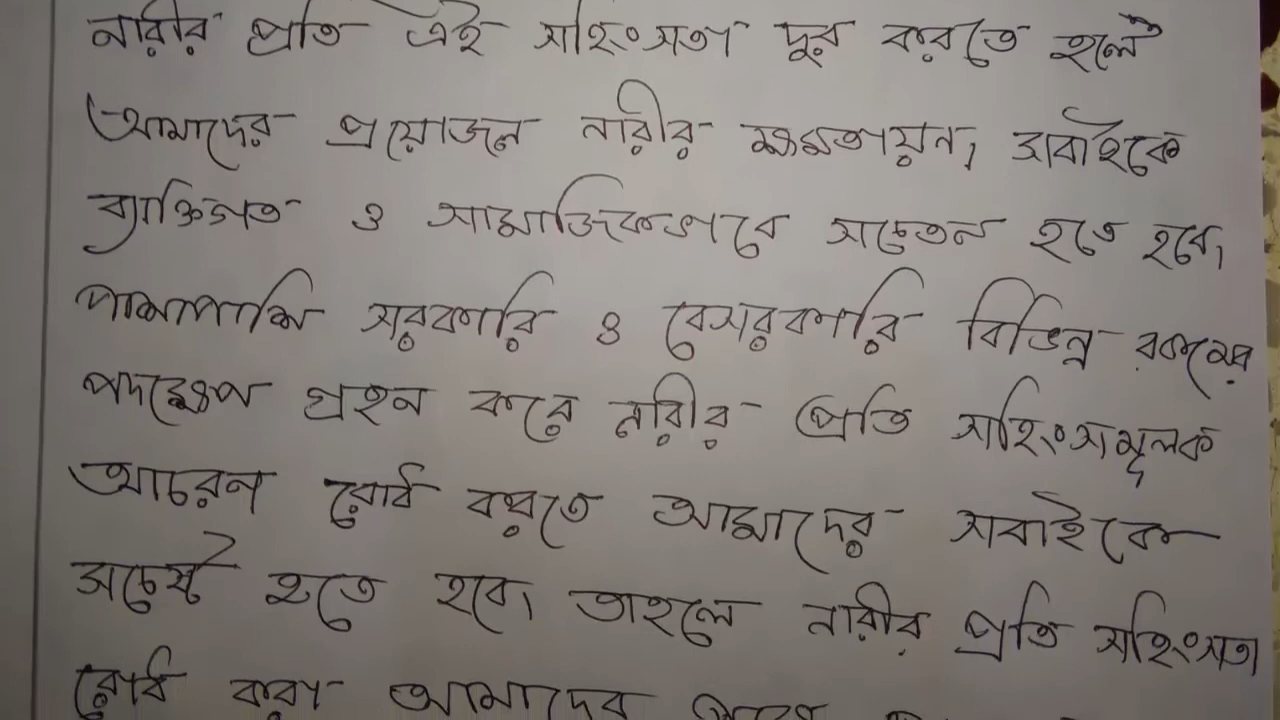 নারীর প্রতি এই সহিংসতা দূর করতে হলে
আমাদের প্রয়োজন নারীর ক্ষমতায়ন, সবাইকে
ব্যাক্তিগত ও সামাজিকভাবে সচেতন হতে হবে,
পাশাপাশি সরকারি ও বেসরকারি বিভিন্ন রকমের
পদক্ষেপ গ্রহন করে নারীর প্রতি সহিংসমূলক
আচরন রোধ করতে আমাদের সবাইকে
সচেষ্ট হতে হবে, তাহলে নারীর প্রতি সহিংসতা
রোধ করা আমাদের